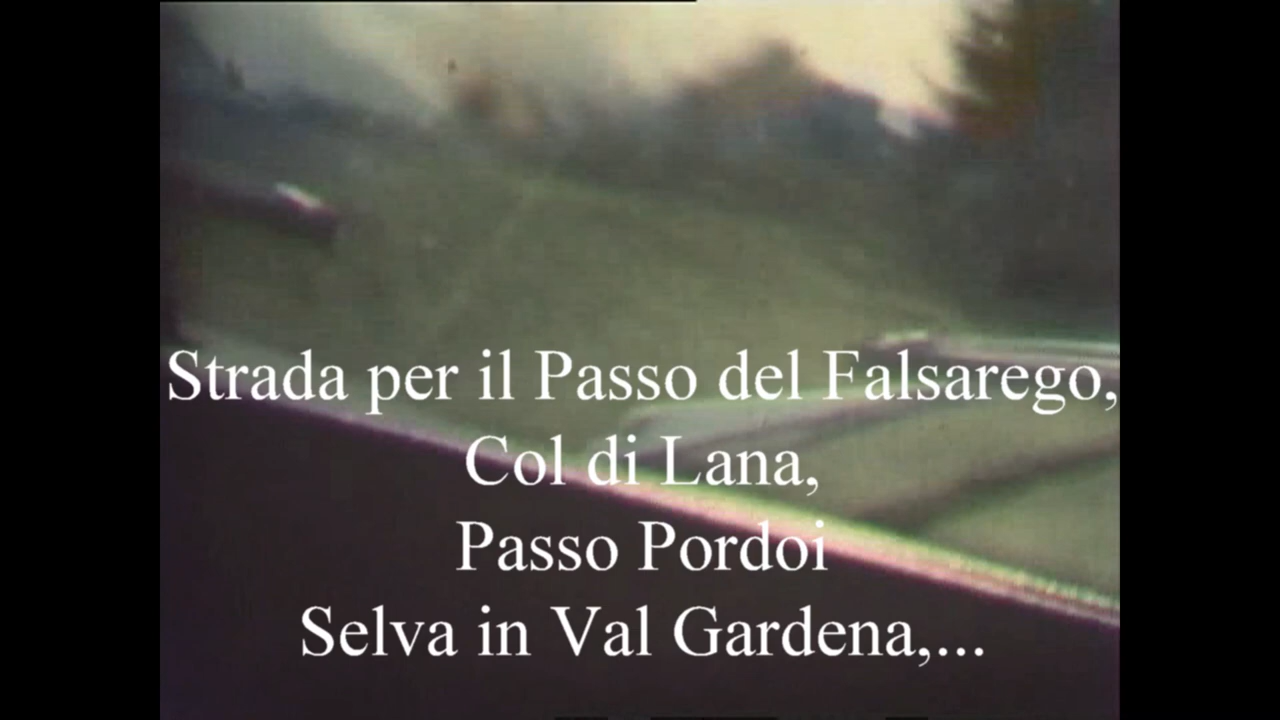 Strada per il Passo del Falsarego,
Col di Lana,
Passo Pordoi
Selva in Val Gardena,...